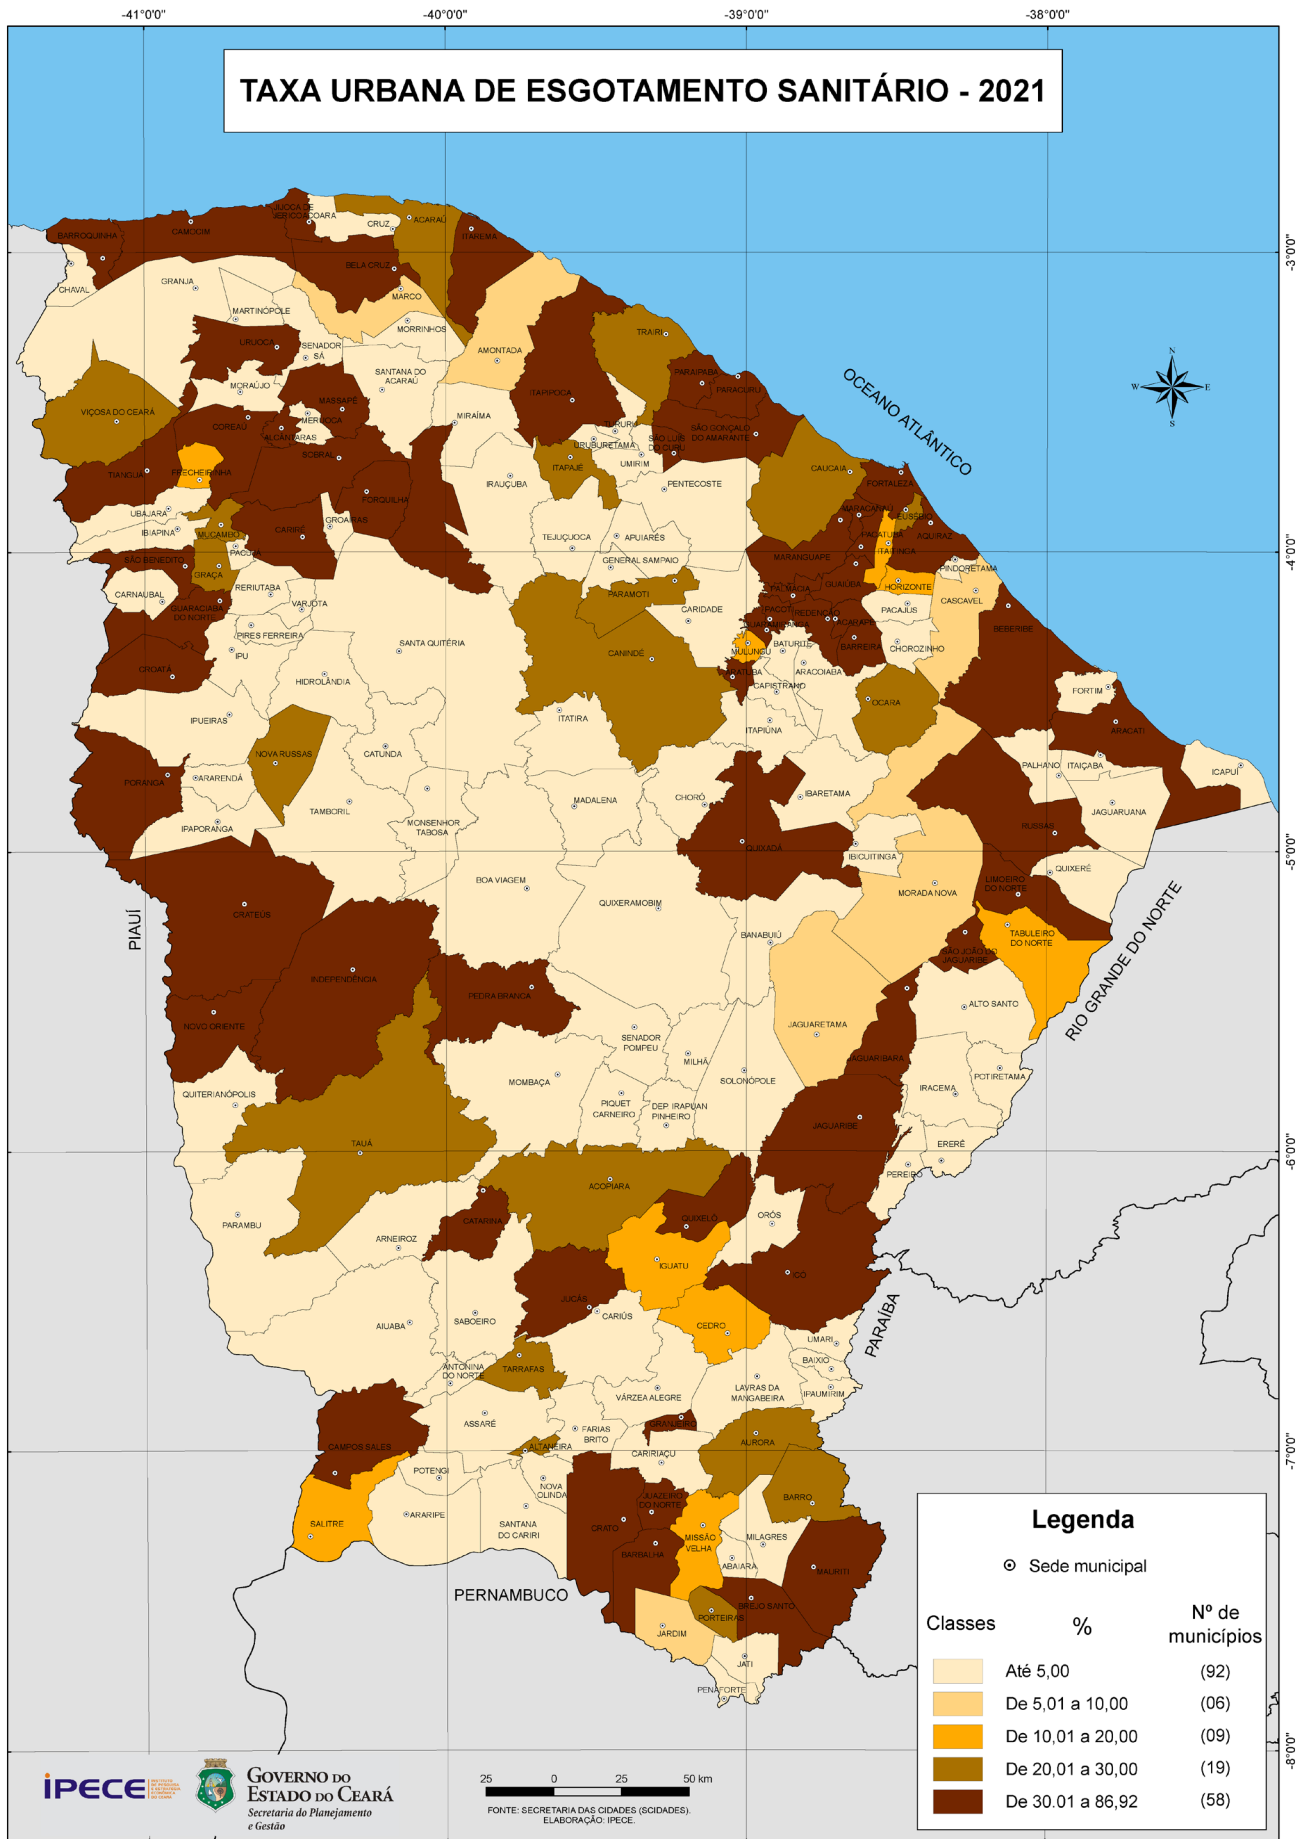 -41°0'0"
-40°0'0"
-39°0'0"
-38°0'0"
TAXA URBANA DE ESGOTAMENTO SANITÁRIO - 2021
-3°0'0"
-4°0'0"
-5°0'0"
-6°0'0"
-7°0'0"
-8°0'0"
JIJOCA DE
JERICOACOARA
CRUZ
ACARAÚ
ITAREMA
BARROQUINHA
CAMOCIM
BELA CRUZ
CHAVAL
GRANJA
MARCO
MARTINÓPOLE
MORRINHOS
URUOCA
SENADOR
SÁ
AMONTADA
TRAIRI
SANTANA DO
ACARAÚ
MORAÚJO
ITAPIPOCA
PARAIPABA
PARACURU
OCEANO ATLÂNTICO
N
W
E
S
VIÇOSA DO CEARÁ
MASSAPÊ
MERUOCA
COREAÚ
ALCÂNTARAS
MIRAÍMA
TURURU
URUBURETAMA
SÃO LUÍS
DO CURU
SÃO GONÇALO
DO AMARANTE
SOBRAL
UMIRIM
TIANGUÁ
FRECHEIRINHA
ITAPAJÉ
CAUCAIA
FORTALEZA
IRAUÇUBA
PENTECOSTE
FORQUILHA
UBAJARA
GROAÍRAS
MARACANAÚ
EUSÉBIO
IBIAPINA
MUCAMBO
CARIRÉ
TEJUÇUOCA
APUIARÉS
PACATUBA
AQUIRAZ
ITAITINGA
PACUJÁ
SÃO BENEDITO
GENERAL SAMPAIO
MARANGUAPE
PINDORETAMA
GRAÇA
RERIUTABA
PARAMOTI
PALMÁCIA
GUAIÚBA
HORIZONTE
CARNAUBAL
VARJOTA
CARIDADE
PACOTI
REDENÇÃO
PACAJUS
CASCAVEL
GUARACIABA
DO NORTE
GUARAMIRANGA
ACARAPE
BEBERIBE
PIRES FERREIRA
SANTA QUITÉRIA
MULUNGU
BATURITÉ
BARREIRA
CHOROZINHO
IPU
CANINDÉ
ARATUBA
ARACOIABA
CROATÁ
HIDROLÂNDIA
CAPISTRANO
FORTIM
OCARA
IPUEIRAS
ITATIRA
ITAPIÚNA
ARACATI
NOVA RUSSAS
CATUNDA
PALHANO
ITAIÇABA
ICAPUÍ
PORANGA
ARARENDÁ
MADALENA
CHORÓ
IBARETAMA
JAGUARUANA
TAMBORIL
MONSENHOR
TABOSA
IPAPORANGA
RUSSAS
QUIXADÁ
IBICUITINGA
QUIXERÉ
BOA VIAGEM
QUIXERAMOBIM
MORADA NOVA
LIMOEIRO
DO NORTE
CRATEÚS
PIAUÍ
BANABUIÚ
TABULEIRO
DO NORTE
RIO GRANDE DO NORTE
SÃO JOÃO DO
JAGUARIBE
INDEPENDÊNCIA
PEDRA BRANCA
ALTO SANTO
NOVO ORIENTE
JAGUARETAMA
SENADOR
POMPEU
MILHÃ
JAGUARIBARA
POTIRETAMA
MOMBAÇA
SOLONÓPOLE
IRACEMA
QUITERIANÓPOLIS
PIQUET
CARNEIRO
DEP. IRAPUAN
PINHEIRO
JAGUARIBE
TAUÁ
ERERÊ
PEREIRO
ACOPIARA
PARAMBU
CATARINA
QUIXELÔ
ORÓS
ARNEIROZ
IGUATU
ICÓ
JUCÁS
CARIÚS
PARAÍBA
AIUABA
SABOEIRO
CEDRO
UMARI
ANTONINA
DO NORTE
TARRAFAS
BAIXIO
VÁRZEA ALEGRE
LAVRAS DA
MANGABEIRA
IPAUMIRIM
ASSARÉ
GRANJEIRO
FARIAS
BRITO
CAMPOS SALES
ALTANEIRA
CARIRIAÇU
AURORA
POTENGI
NOVA
OLINDA
JUAZEIRO
DO NORTE
BARRO
SALITRE
ARARIPE
SANTANA
DO CARIRI
CRATO
MISSÃO
VELHA
MILAGRES
BARBALHA
ABAIARA
MAURITI
PERNAMBUCO
BREJO SANTO
PORTEIRAS
JARDIM
JATI
PENAFORTE
Legenda
Sede municipal
Classes
%
Nº de
municípios
Até 5,00
(92)
De 5,01 a 10,00
(06)
De 10,01 a 20,00
(09)
De 20,01 a 30,00
(19)
De 30.01 a 86,92
(58)
iPECE
GOVERNO DO
ESTADO DO CEARÁ
Secretaria do Planejamento
e Gestão
25 0 25 50 km
FONTE: SECRETARIA DAS CIDADES (SCIDADES).
ELABORAÇÃO: IPECE.